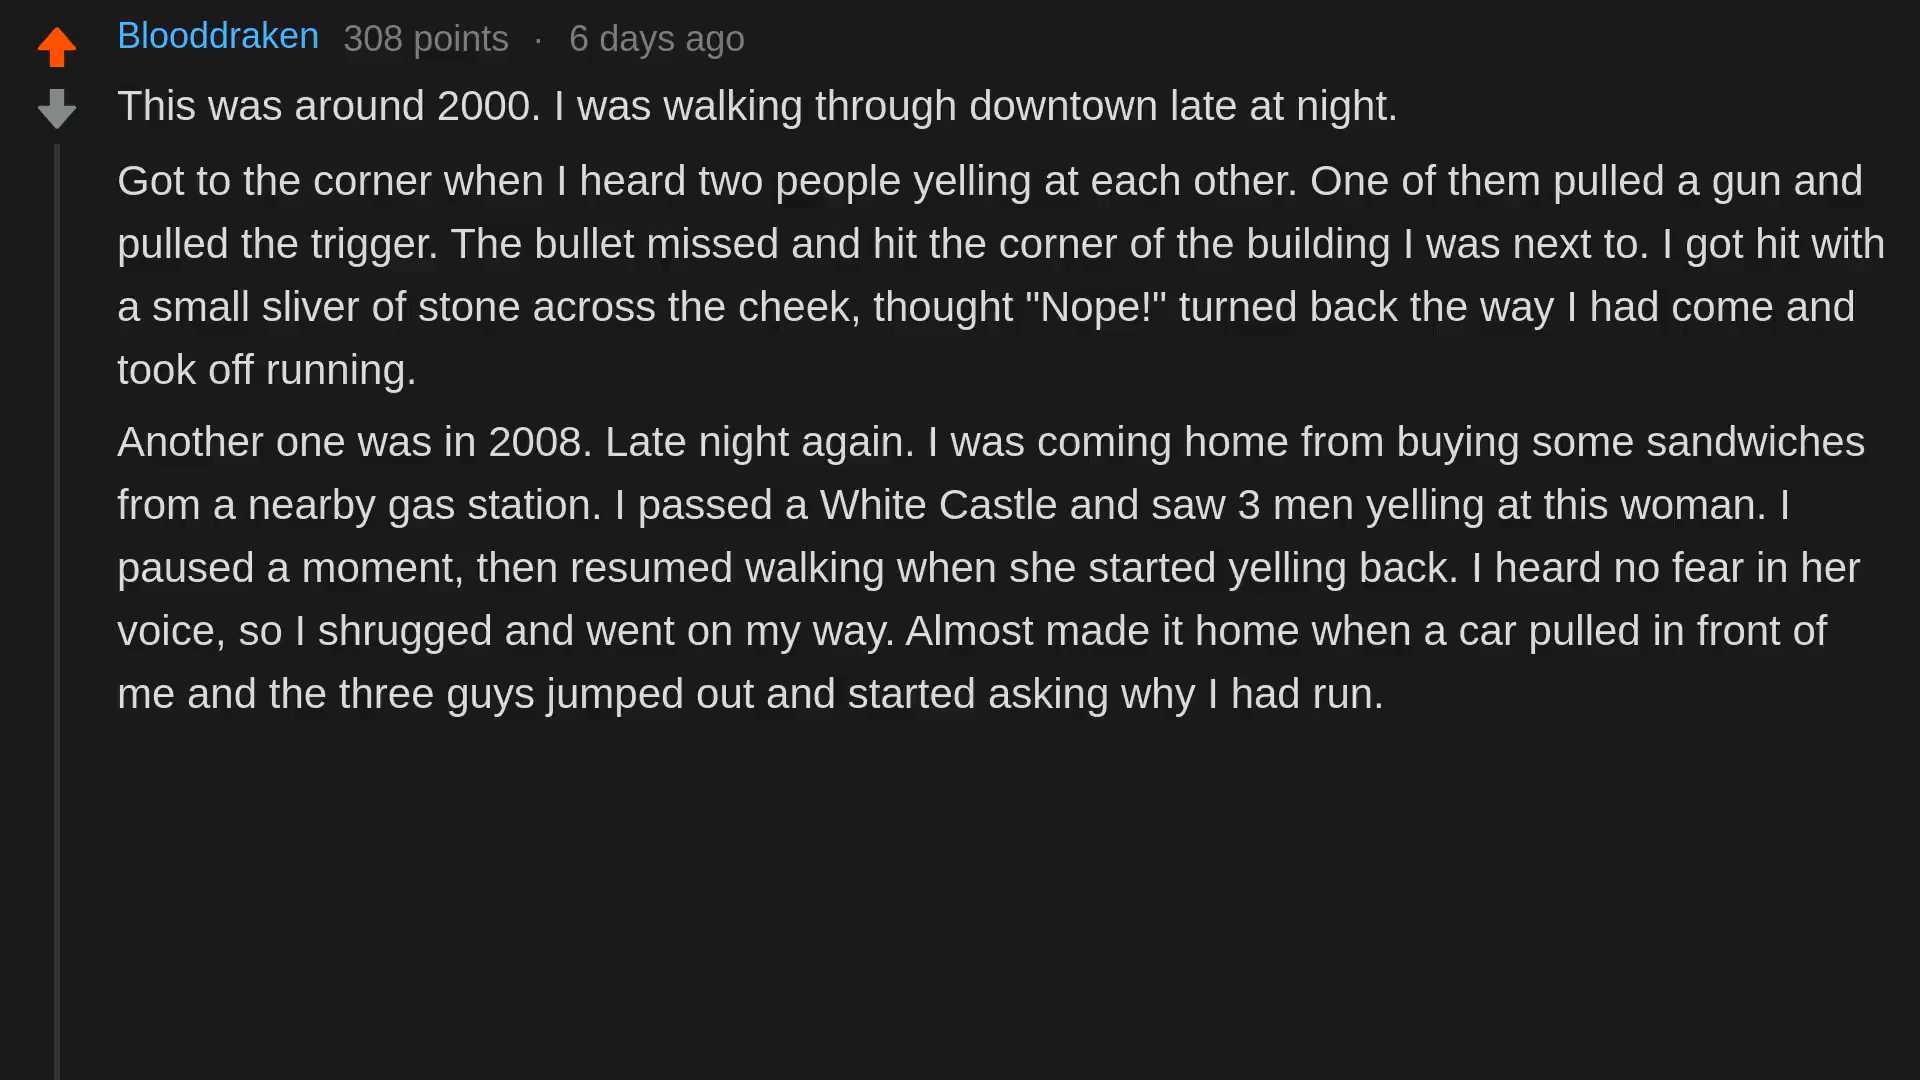 Blooddraken 308 points · 6 days ago
This was around 2000. I was walking through downtown late at night.
Got to the corner when I heard two people yelling at each other. One of them pulled a gun and
pulled the trigger. The bullet missed and hit the corner of the building I was next to. I got hit with
a small sliver of stone across the cheek, thought "Nope!" turned back the way I had come and
took off running.
Another one was in 2008. Late night again. I was coming home from buying some sandwiches
from a nearby gas station. I passed a White Castle and saw 3 men yelling at this woman. I
paused a moment, then resumed walking when she started yelling back. I heard no fear in her
voice, so I shrugged and went on my way. Almost made it home when a car pulled in front of
me and the three guys jumped out and started asking why I had run.